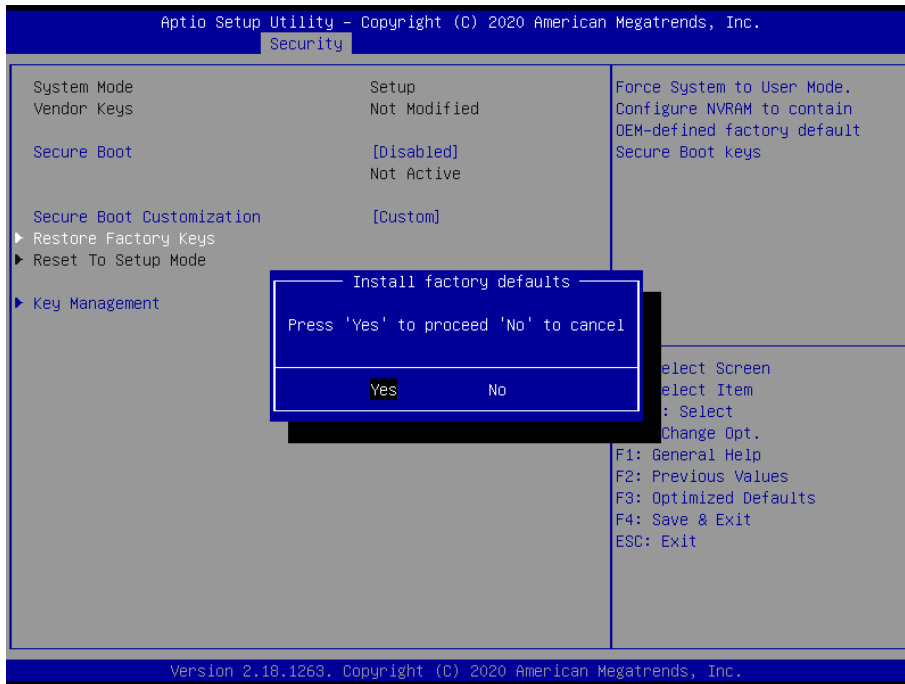 Aptio Setup Utility – Copyright (C) 2020 American Megatrends, Inc.
Security
System Mode Setup
Vendor Keys Not Modified
Secure Boot [Disabled]
Not Active
Secure Boot Customization [Custom]
Restore Factory Keys
Reset To Setup Mode
Key Management
Force System to User Mode.
Configure NVRAM to contain
OEM-defined factory default
Secure Boot keys
Install factory defaults
Press 'Yes' to proceed 'No' to cancel
Yes No
elect Screen
elect Item
: Select
Change Opt.
F1: General Help
F2: Previous Values
F3: Optimized Defaults
F4: Save & Exit
ESC: Exit
Version 2.18.1263. Copyright (C) 2020 American Megatrends, Inc.